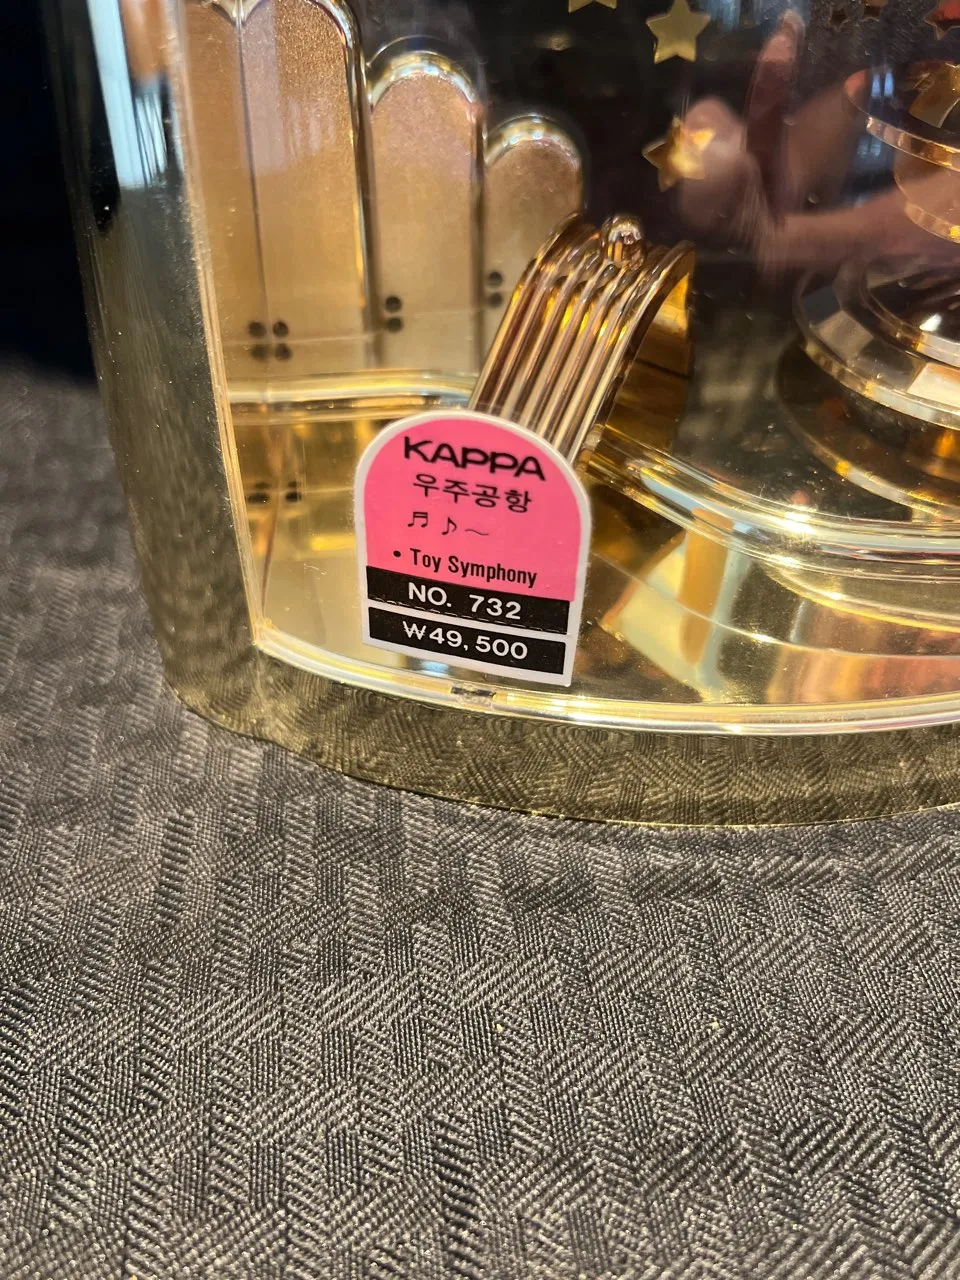 KAPPA
우주공항
♬ ♪~
• Toy Symphony
NO. 732
₩49,500